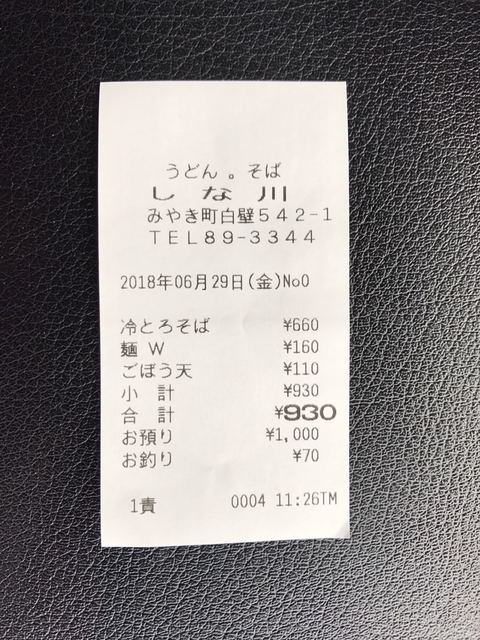 うどん。そば
しな川
みやき町白壁542-1
TEL89-3344
2018年06月29日(金)No0
冷とろそば ¥660
麺 W ¥160
ごぼう天 ¥110
小 計 ¥930
合 計 ¥930
お預り ¥1,000
お釣り ¥70
1責 0004 11:26TM